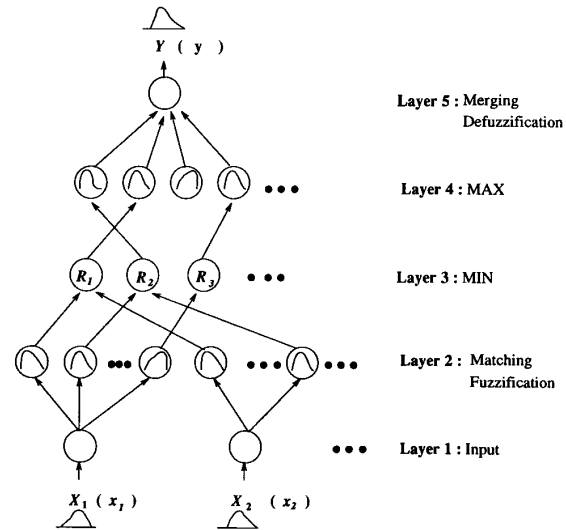 Y ( y )
Layer 5 : Merging
Defuzzification
Layer 4 : MAX
R1 R2 R3
Layer 3 : MIN
Layer 2 : Matching
Fuzzification
Layer 1 : Input
X1 ( x1 ) X2 ( x2 )